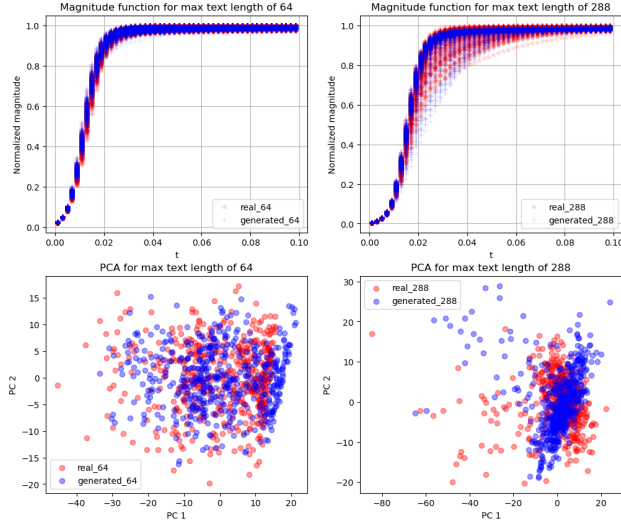 Magnitude function for max text length of 64
Normalized magnitude
1.0
0.8
0.6
0.4
0.2
0.0
0.00 0.02 0.04 0.06 0.08 0.10
t
real_64
generated_64
Magnitude function for max text length of 288
Normalized magnitude
1.0
0.8
0.6
0.4
0.2
0.0
0.00 0.02 0.04 0.06 0.08 0.10
t
real_288
generated_288
PCA for max text length of 64
PC 2
15
10
5
0
−5
−10
−15
−20
−50 −40 −30 −20 −10 0 10 20
PC 1
real_64
generated_64
PCA for max text length of 288
PC 2
30
20
10
0
−10
−20
−80 −60 −40 −20 0 20
PC 1
real_288
generated_288